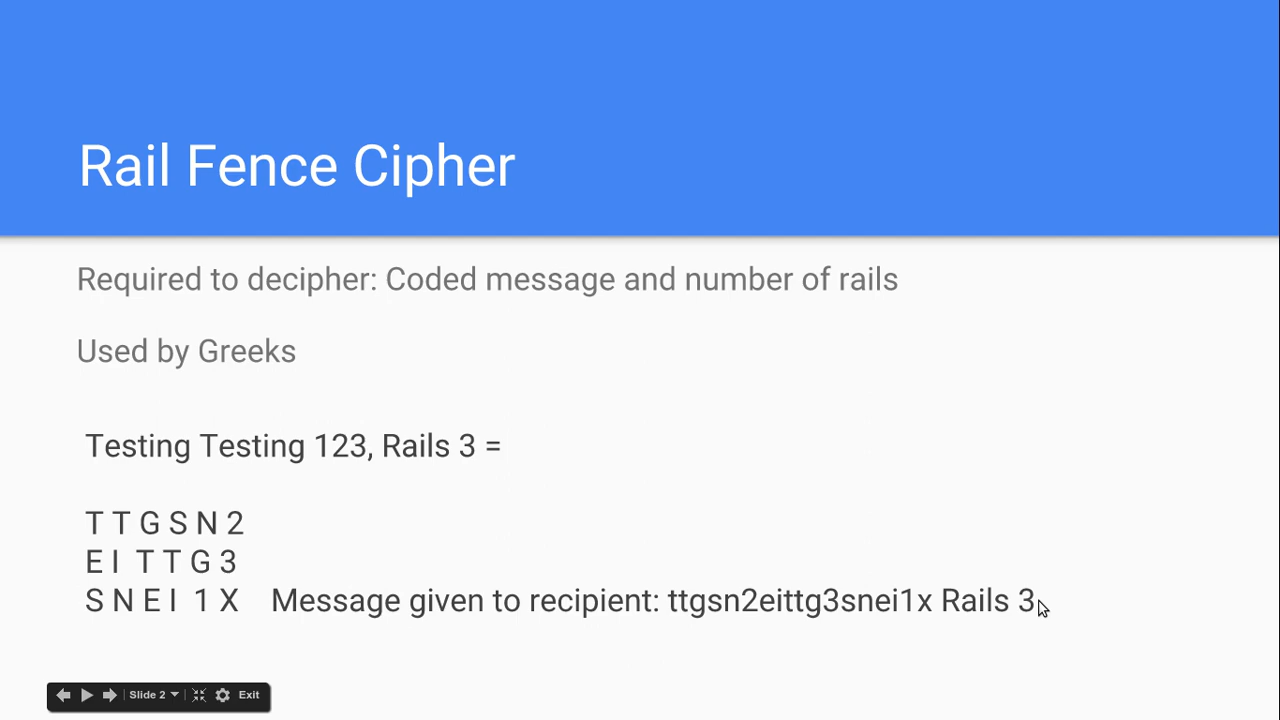 Rail Fence Cipher
Required to decipher: Coded message and number of rails
Used by Greeks
Testing Testing 123, Rails 3 =
T T G S N 2
E I T T G 3
S N E I 1 X Message given to recipient: ttgsn2eittg3snei1x Rails 3
Slide 2 Exit